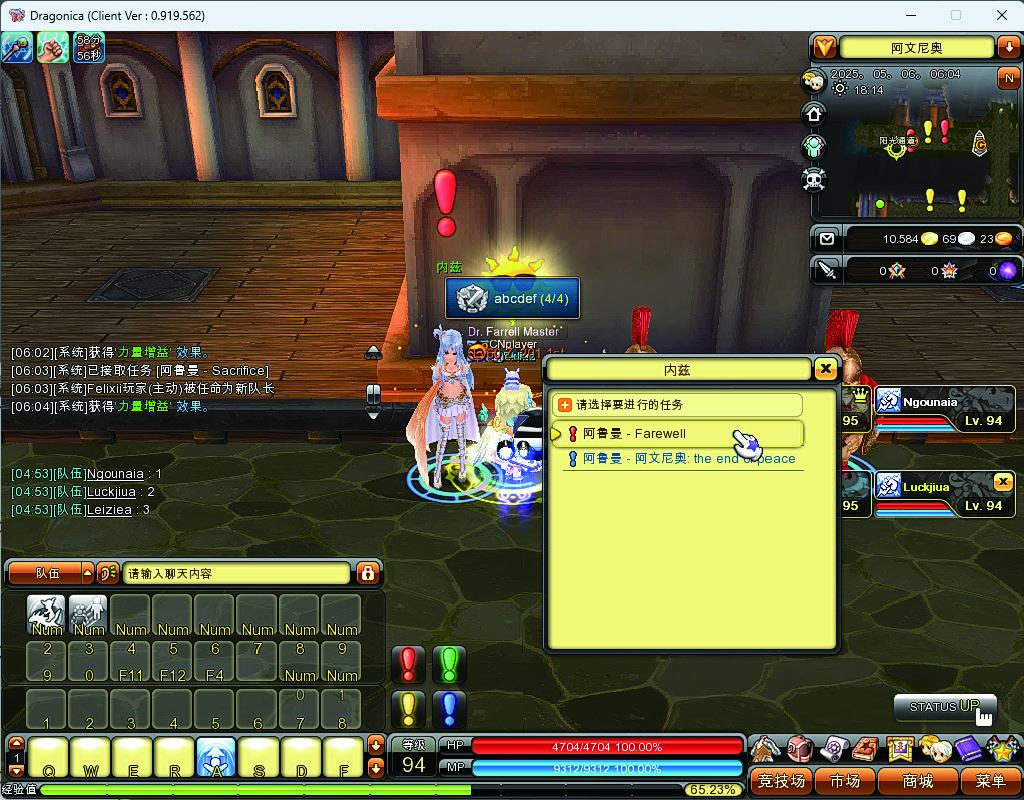 Dragonica (Client Ver : 0.919.562)
58分
56秒
阿文尼奥
N
2025。 05。 06。 06:04
18:14
阳光通道
10.584 69 23
0 0 0
内兹
abcdef (4/4)
Dr. Farrell Master
CNplayer
[06:02][系统]获得‘力量增益’ 效果。
[06:03][系统]已接取任务 [阿鲁曼 - Sacrifice]
[06:03][系统]Felixii玩家(主动)被任命为新队长
[06:04][系统]获得‘力量增益’ 效果。
[04:53][队伍]Ngounaia : 1
[04:53][队伍]Luckjiua : 2
[04:53][队伍]Leiziea : 3
内兹
请选择要进行的任务
阿鲁曼 - Farewell
阿鲁曼 - 阿文尼奥: the end of peace
95
Ngounaia
Lv. 94
95
Luckjiua
Lv. 94
队伍
请输入聊天内容
Num Num Num Num Num Num Num Num
2 3 4 5 6 7 8 9
9 0 F11 F12 F4 Num Num
0 1
1 2 3 4 5 6 7 8
STATUS UP
1
Q W E R A S D F
等级
94
HP
4704/4704 100.00%
MP
9312/9312 100.00%
竞技场 市场 商城 菜单
经验值
65.23%